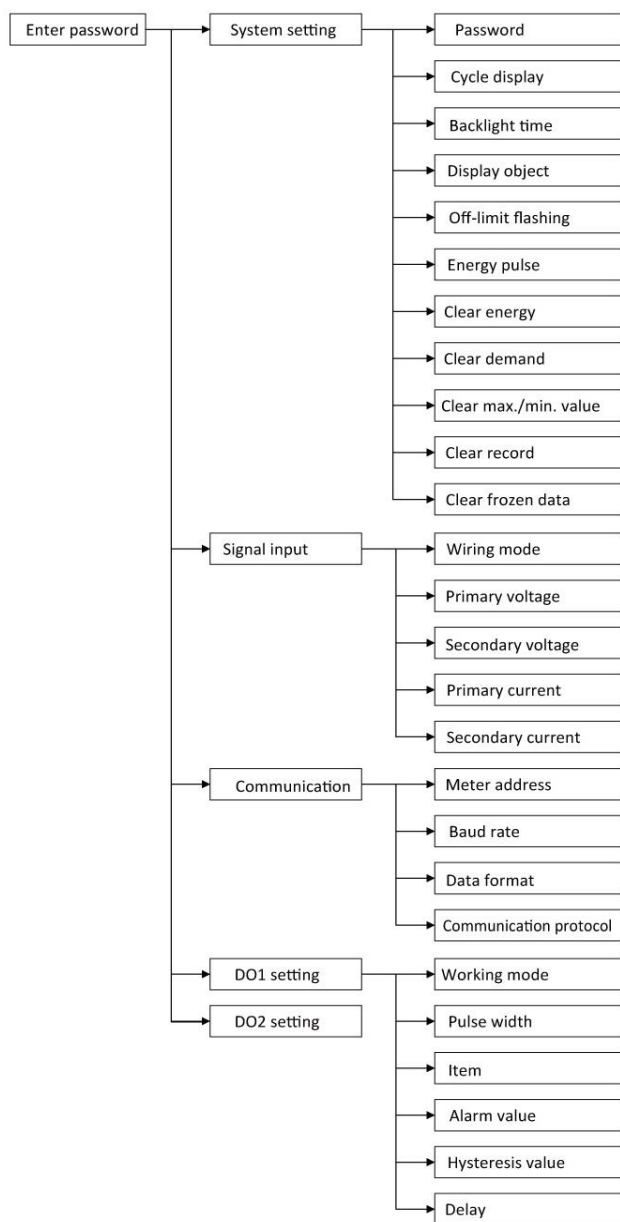 Enter password
System setting
Password
Cycle display
Backlight time
Display object
Off-limit flashing
Energy pulse
Clear energy
Clear demand
Clear max./min. value
Clear record
Clear frozen data
Signal input
Wiring mode
Primary voltage
Secondary voltage
Primary current
Secondary current
Communication
Meter address
Baud rate
Data format
Communication protocol
DO1 setting
Working mode
DO2 setting
Pulse width
Item
Alarm value
Hysteresis value
Delay